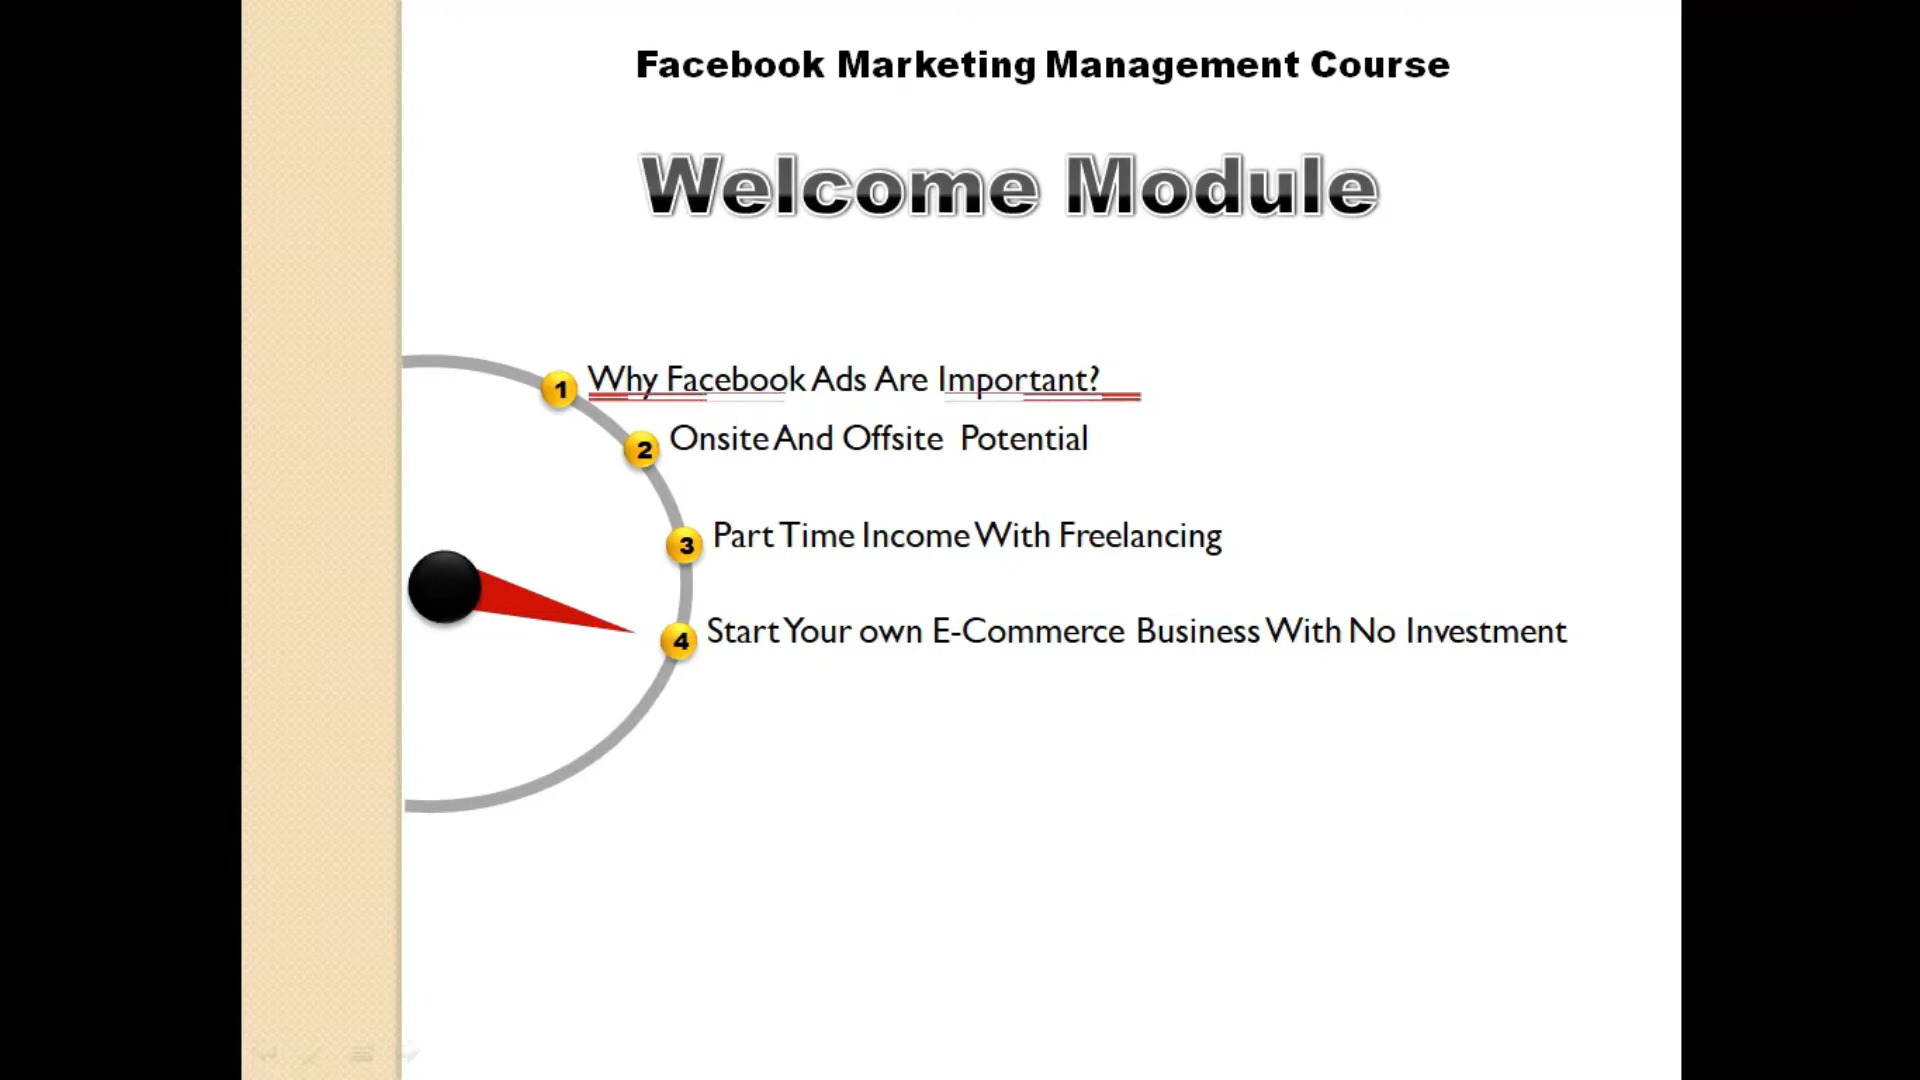 Facebook Marketing Management Course
Welcome Module
1 Why Facebook Ads Are Important?
2 Onsite And Offsite Potential
3 Part Time Income With Freelancing
4 Start Your own E-Commerce Business With No Investment